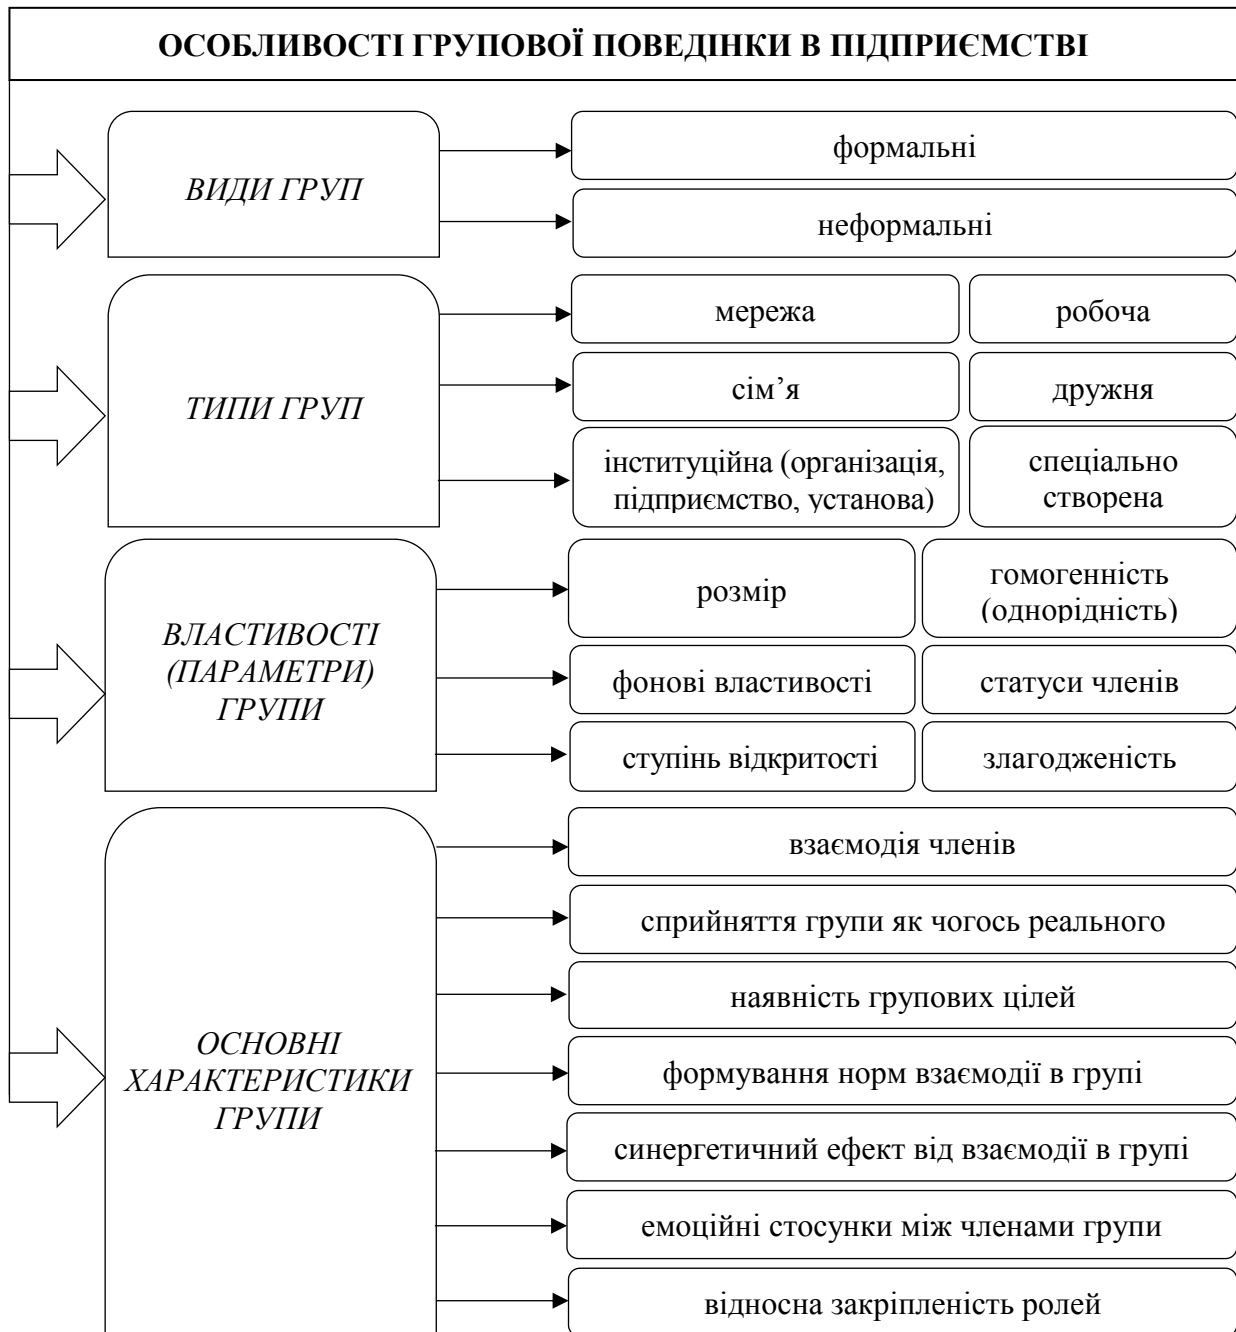 ОСОБЛИВОСТІ ГРУПОВОЇ ПОВЕДІНКИ В ПІДПРИЄМСТВІ
ВИДИ ГРУП
формальні
неформальні
ТИПИ ГРУП
мережа
робоча
сім’я
дружня
інституційна (організація,
підприємство, установа)
спеціально
створена
ВЛАСТИВОСТІ
(ПАРАМЕТРИ)
ГРУПИ
розмір
гомогенність
(однорідність)
фонові властивості
статуси членів
ступінь відкритості
злагодженість
ОСНОВНІ
ХАРАКТЕРИСТИКИ
ГРУПИ
взаємодія членів
сприйняття групи як чогось реального
наявність групових цілей
формування норм взаємодії в групі
синергетичний ефект від взаємодії в групі
емоційні стосунки між членами групи
відносна закріпленість ролей